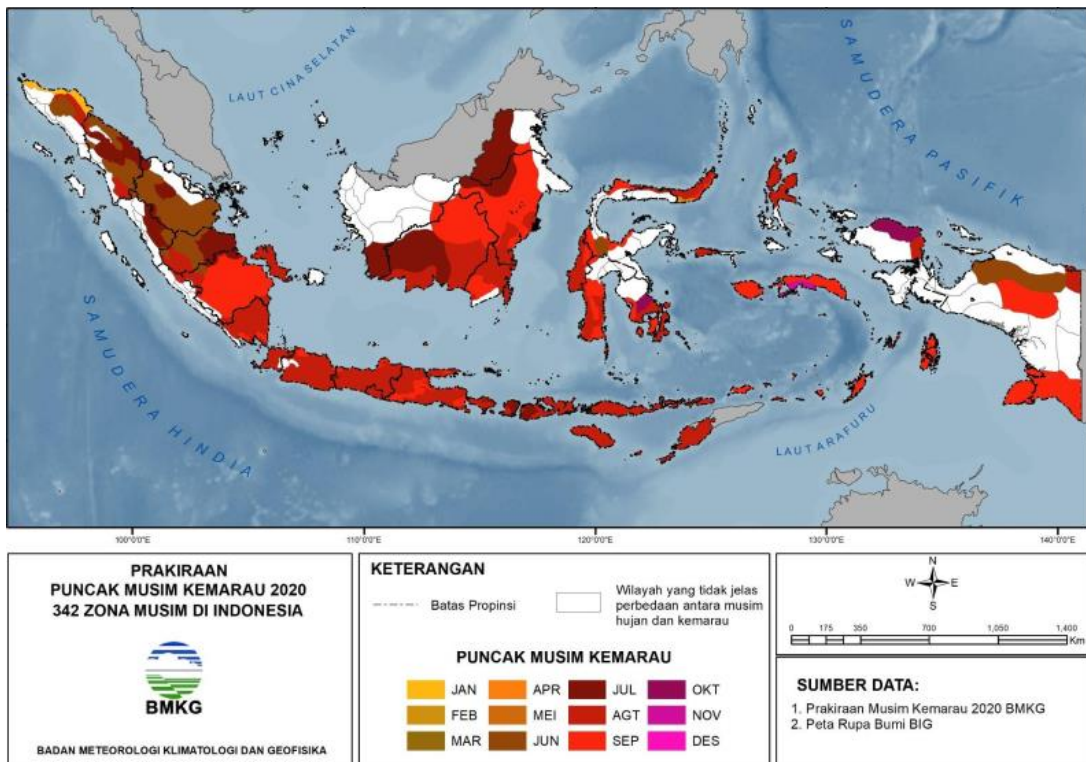 LAUT CINA SELATAN
SAMUDERA PASIFIK
SAMUDERA HINDIA
LAUT ARAFURU
100°0'0"E
110°0'0"E
120°0'0"E
130°0'0"E
140°0'0"E
PRAKIRAAN
PUNCAK MUSIM KEMARAU 2020
342 ZONA MUSIM DI INDONESIA
BMKG
BADAN METEOROLOGI KLIMATOLOGI DAN GEOFISIKA
KETERANGAN
Batas Propinsi
Wilayah yang tidak jelas
perbedaan antara musim
hujan dan kemarau
PUNCAK MUSIM KEMARAU
JAN APR JUL OKT
FEB MEI AGT NOV
MAR JUN SEP DES
N
W E
S
0 175 350 700 1,050 1,400
Km
SUMBER DATA:
1. Prakiraan Musim Kemarau 2020 BMKG
2. Peta Rupa Bumi BIG